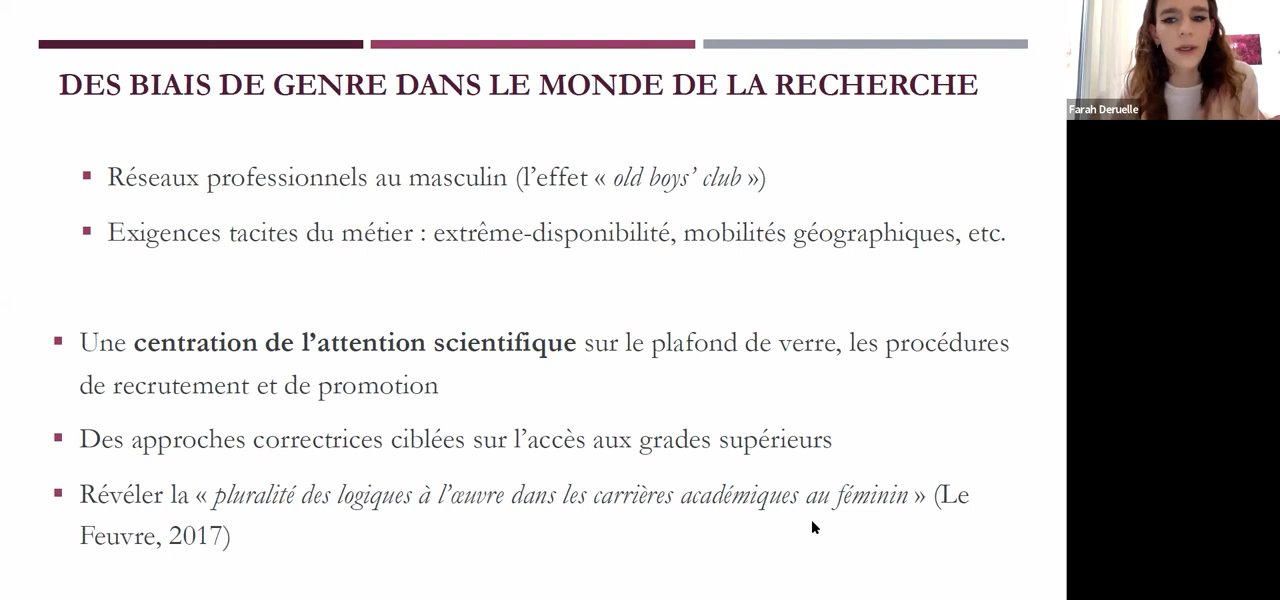 DES BIAIS DE GENRE DANS LE MONDE DE LA RECHERCHE
Farah Deruelle
▪ Réseaux professionnels au masculin (l’effet « old boys’ club »)
▪ Exigences tacites du métier : extrême-disponibilité, mobilités géographiques, etc.
▪ Une centration de l’attention scientifique sur le plafond de verre, les procédures
de recrutement et de promotion
▪ Des approches correctrices ciblées sur l’accès aux grades supérieurs
▪ Révéler la « pluralité des logiques à l’œuvre dans les carrières académiques au féminin » (Le
Feuvre, 2017)